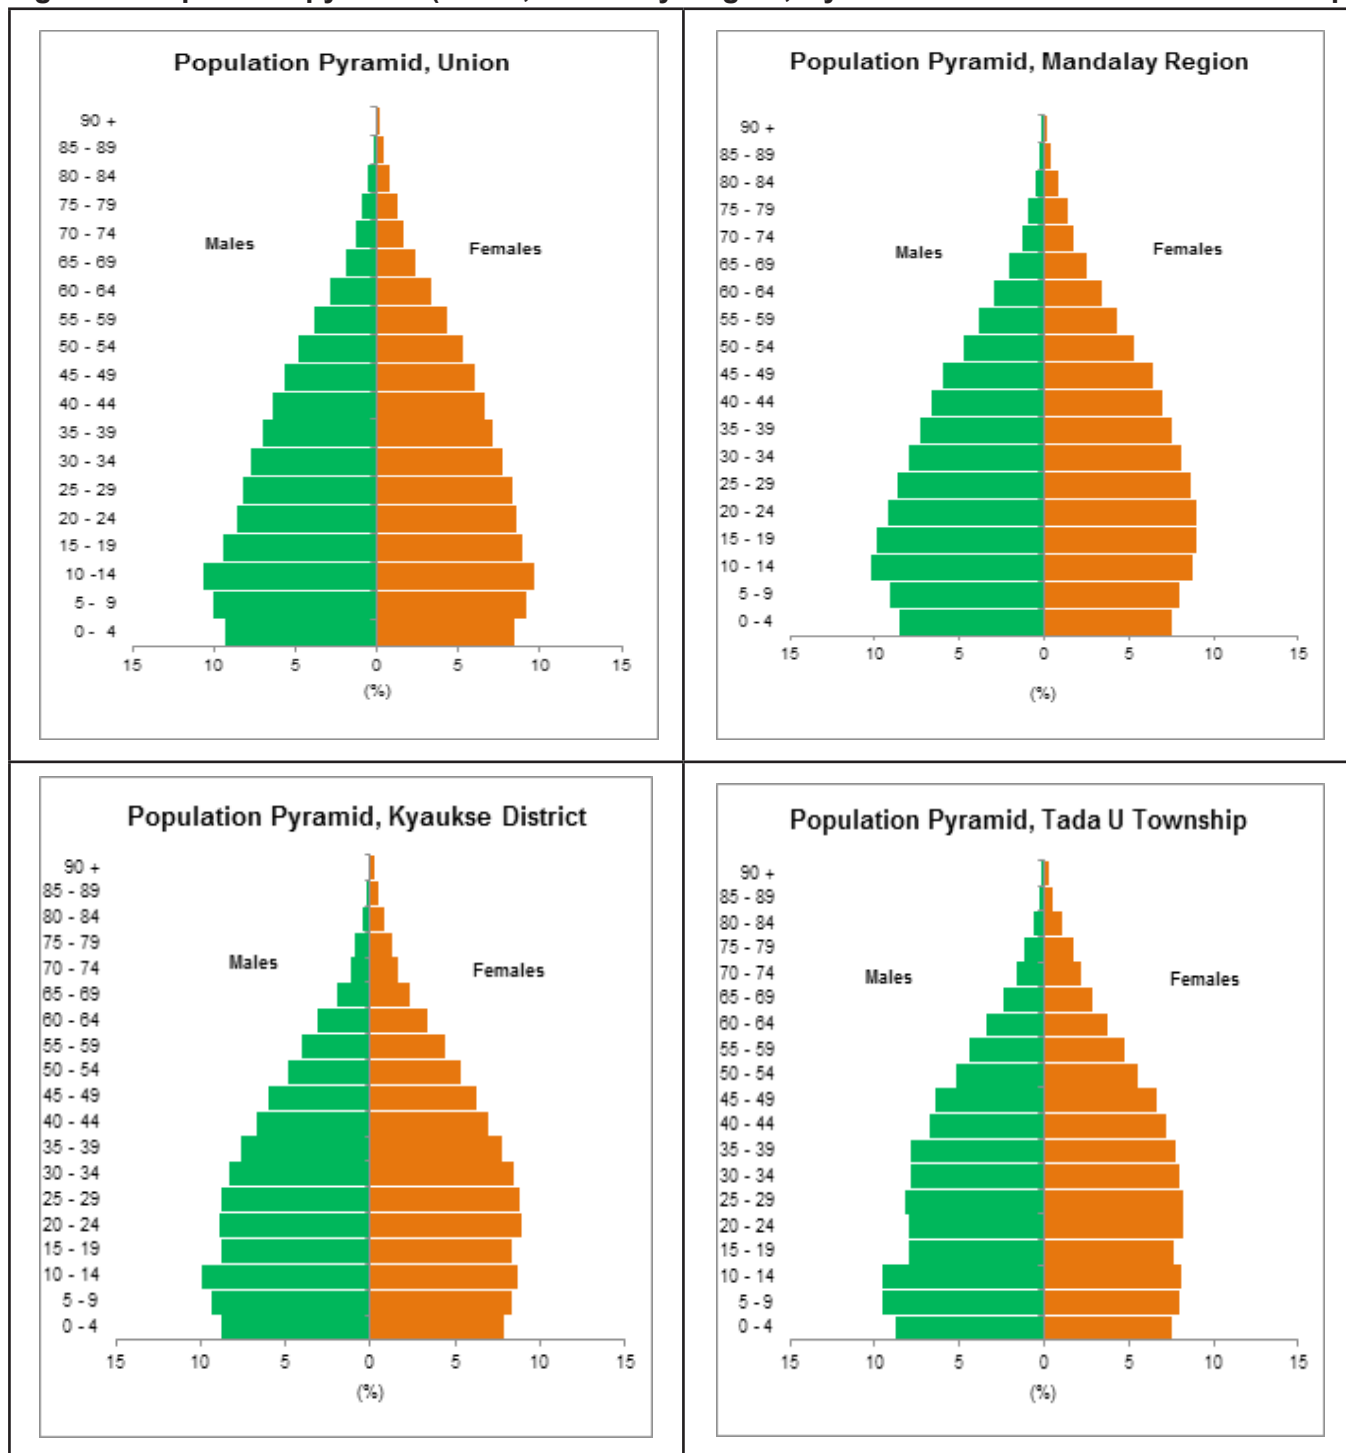 Population Pyramid, Union
90 +
85 - 89
80 - 84
75 - 79
70 - 74
65 - 69
60 - 64
55 - 59
50 - 54
45 - 49
40 - 44
35 - 39
30 - 34
25 - 29
20 - 24
15 - 19
10 -14
5 - 9
0 - 4
Males
Females
15 10 5 0 5 10 15
(%)
Population Pyramid, Mandalay Region
90 +
85 - 89
80 - 84
75 - 79
70 - 74
65 - 69
60 - 64
55 - 59
50 - 54
45 - 49
40 - 44
35 - 39
30 - 34
25 - 29
20 - 24
15 - 19
10 - 14
5 - 9
0 - 4
Males
Females
15 10 5 0 5 10 15
(%)
Population Pyramid, Kyaukse District
90 +
85 - 89
80 - 84
75 - 79
70 - 74
65 - 69
60 - 64
55 - 59
50 - 54
45 - 49
40 - 44
35 - 39
30 - 34
25 - 29
20 - 24
15 - 19
10 - 14
5 - 9
0 - 4
Males
Females
15 10 5 0 5 10 15
(%)
Population Pyramid, Tada U Township
90 +
85 - 89
80 - 84
75 - 79
70 - 74
65 - 69
60 - 64
55 - 59
50 - 54
45 - 49
40 - 44
35 - 39
30 - 34
25 - 29
20 - 24
15 - 19
10 - 14
5 - 9
0 - 4
Males
Females
15 10 5 0 5 10 15
(%)